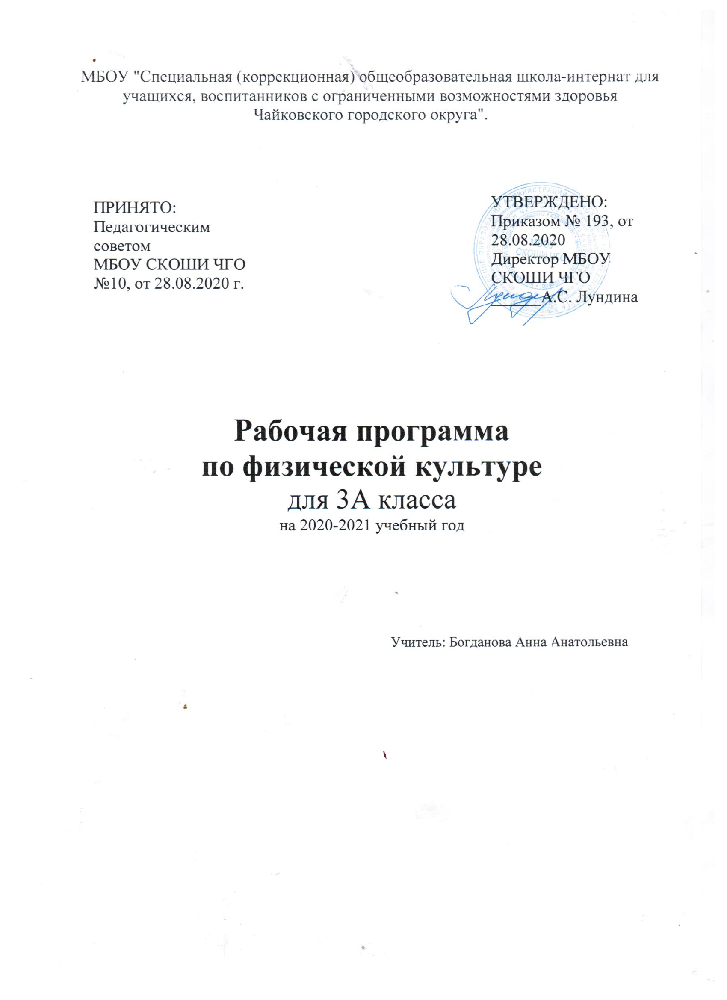 МБОУ "Специальная (коррекционная) общеобразовательная школа-интернат для
учащихся, воспитанников с ограниченными возможностями здоровья
Чайковского городского округа".
ПРИНЯТО:
Педагогическим
советом
МБОУ СКОШИ ЧГО
№10, от 28.08.2020 г.
УТВЕРЖДЕНО:
Приказом № 193, от
28.08.2020
Директор МБОУ
СКОШИ ЧГО
______А.С. Лундина
МБОУ
СКОШИ ЧГО
Рабочая программа
по физической культуре
для 3А класса
на 2020-2021 учебный год
Учитель: Богданова Анна Анатольевна